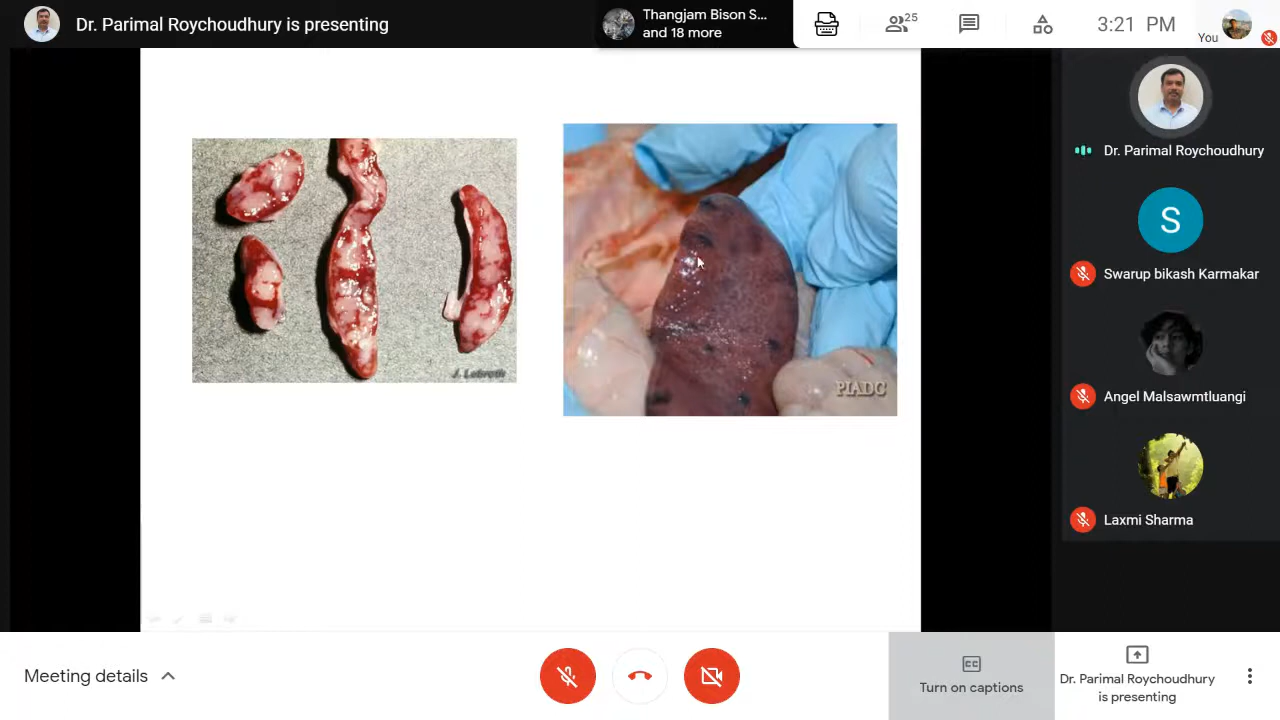 Dr. Parimal Roychoudhury is presenting
Thangjam Bison S...
and 18 more
25
3:21 PM
You
Dr. Parimal Roychoudhury
S
Swarup bikash Karmakar
Angel Malsawmtluangi
Laxmi Sharma
PIADC
Meeting details
CC
Turn on captions
Dr. Parimal Roychoudhury
is presenting